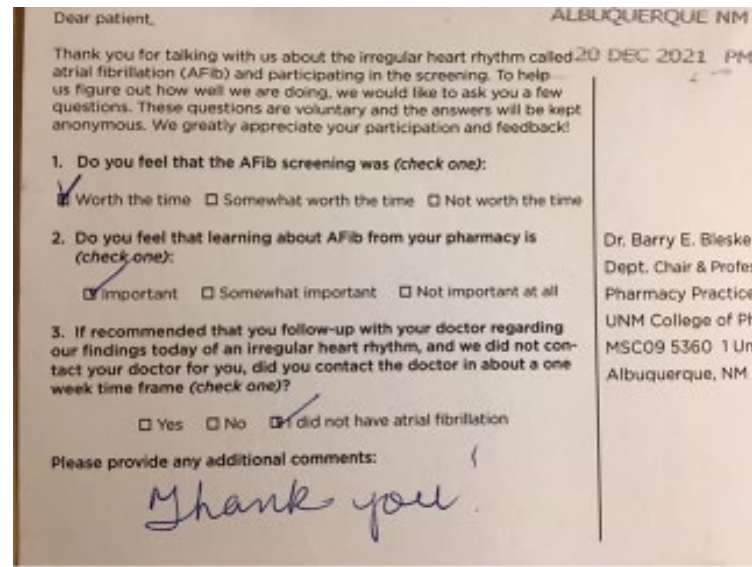 Dear patient,
ALBUQUERQUE NM
20 DEC 2021 PM
Thank you for talking with us about the irregular heart rhythm called
atrial fibrillation (AFib) and participating in the screening. To help
us figure out how well we are doing, we would like to ask you a few
questions. These questions are voluntary and the answers will be kept
anonymous. We greatly appreciate your participation and feedback!
1. Do you feel that the AFib screening was (check one):
Worth the time ☐ Somewhat worth the time ☐ Not worth the time
2. Do you feel that learning about AFib from your pharmacy is
(check one):
Important ☐ Somewhat important ☐ Not important at all
3. If recommended that you follow-up with your doctor regarding
our findings today of an irregular heart rhythm, and we did not con-
tact your doctor for you, did you contact the doctor in about a one
week time frame (check one)?
☐ Yes ☐ No I did not have atrial fibrillation
Please provide any additional comments:
Thank you!
Dr. Barry E. Bleske
Dept. Chair & Profes
Pharmacy Practice
UNM College of Ph
MSC09 5360 1 Un
Albuquerque, NM